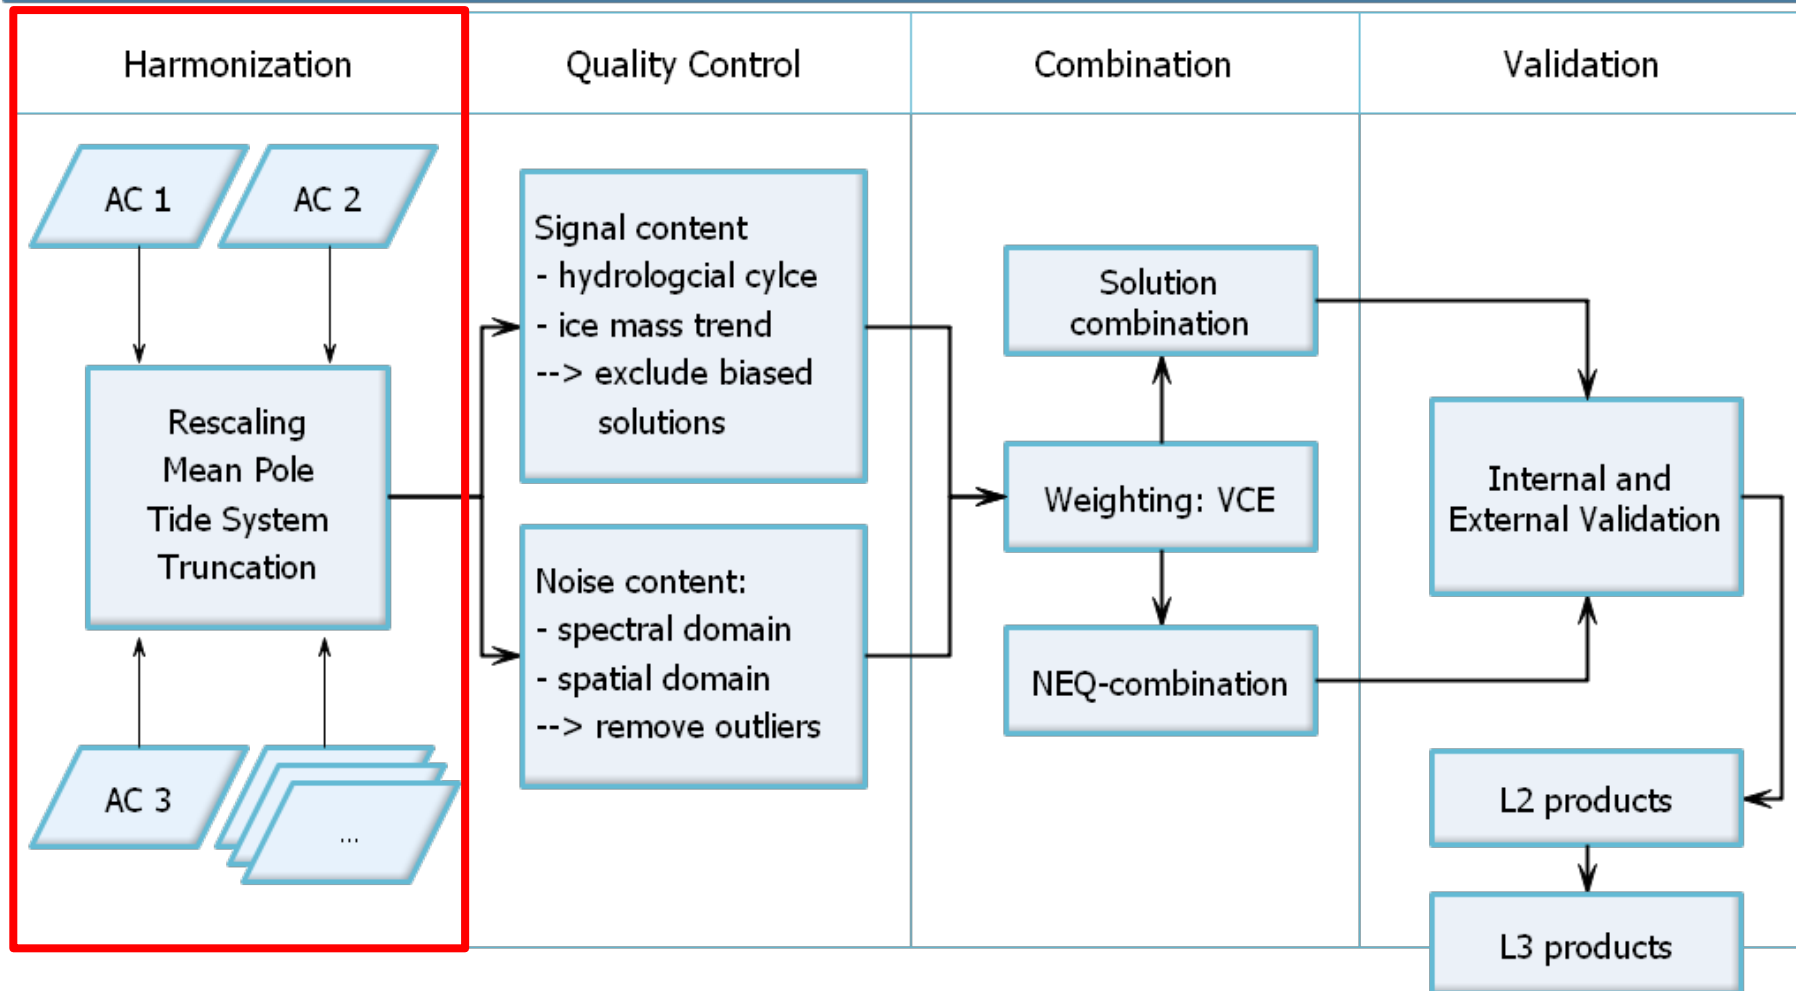 Harmonization
Quality Control
Combination
Validation
AC 1
AC 2
Rescaling
Mean Pole
Tide System
Truncation
AC 3
...
Signal content
- hydrologcial cylce
- ice mass trend
--> exclude biased
solutions
Noise content:
- spectral domain
- spatial domain
--> remove outliers
Solution
combination
Weighting: VCE
NEQ-combination
Internal and
External Validation
L2 products
L3 products